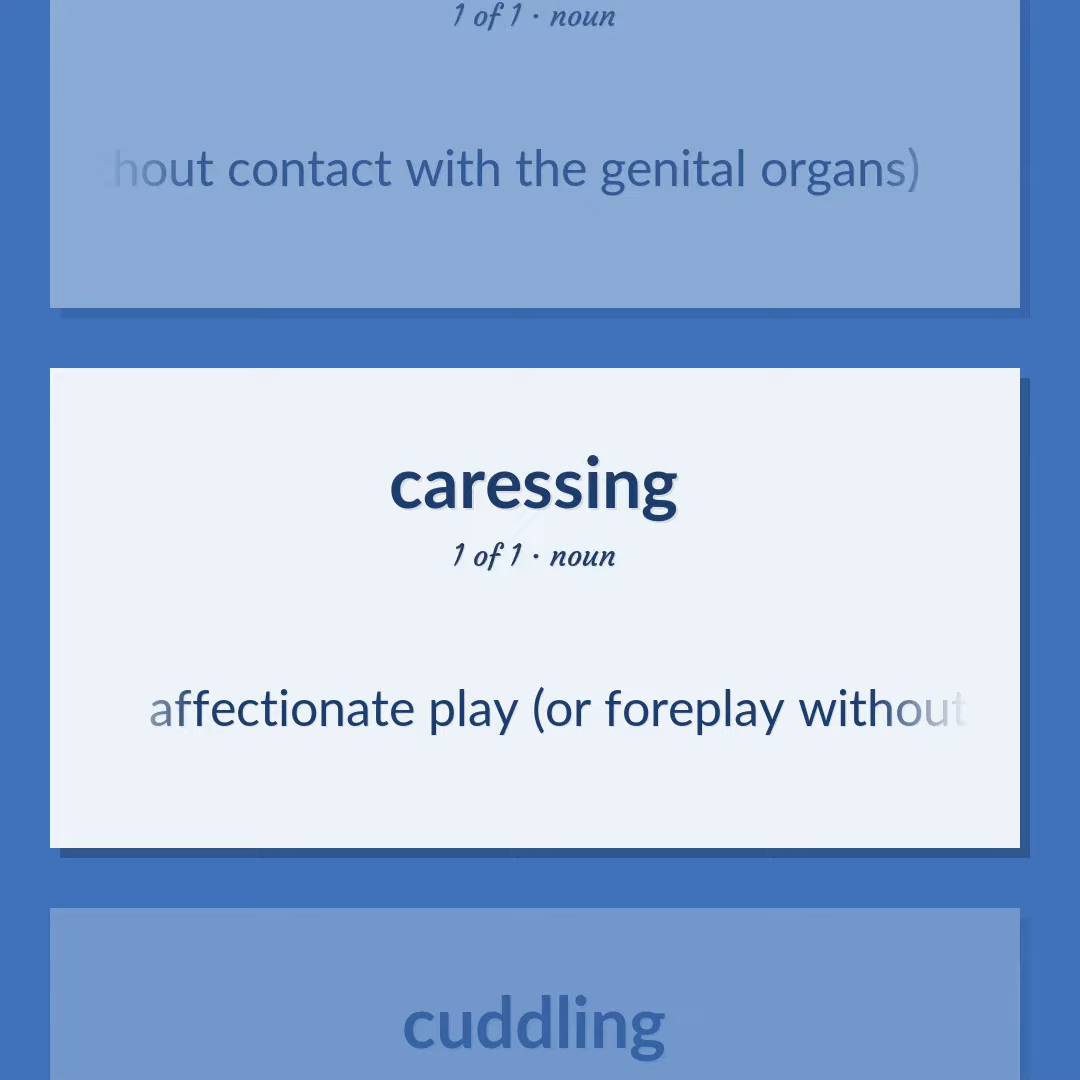 1 of 1 · noun
hout contact with the genital organs)
caressing
1 of 1 · noun
affectionate play (or foreplay without
cuddling